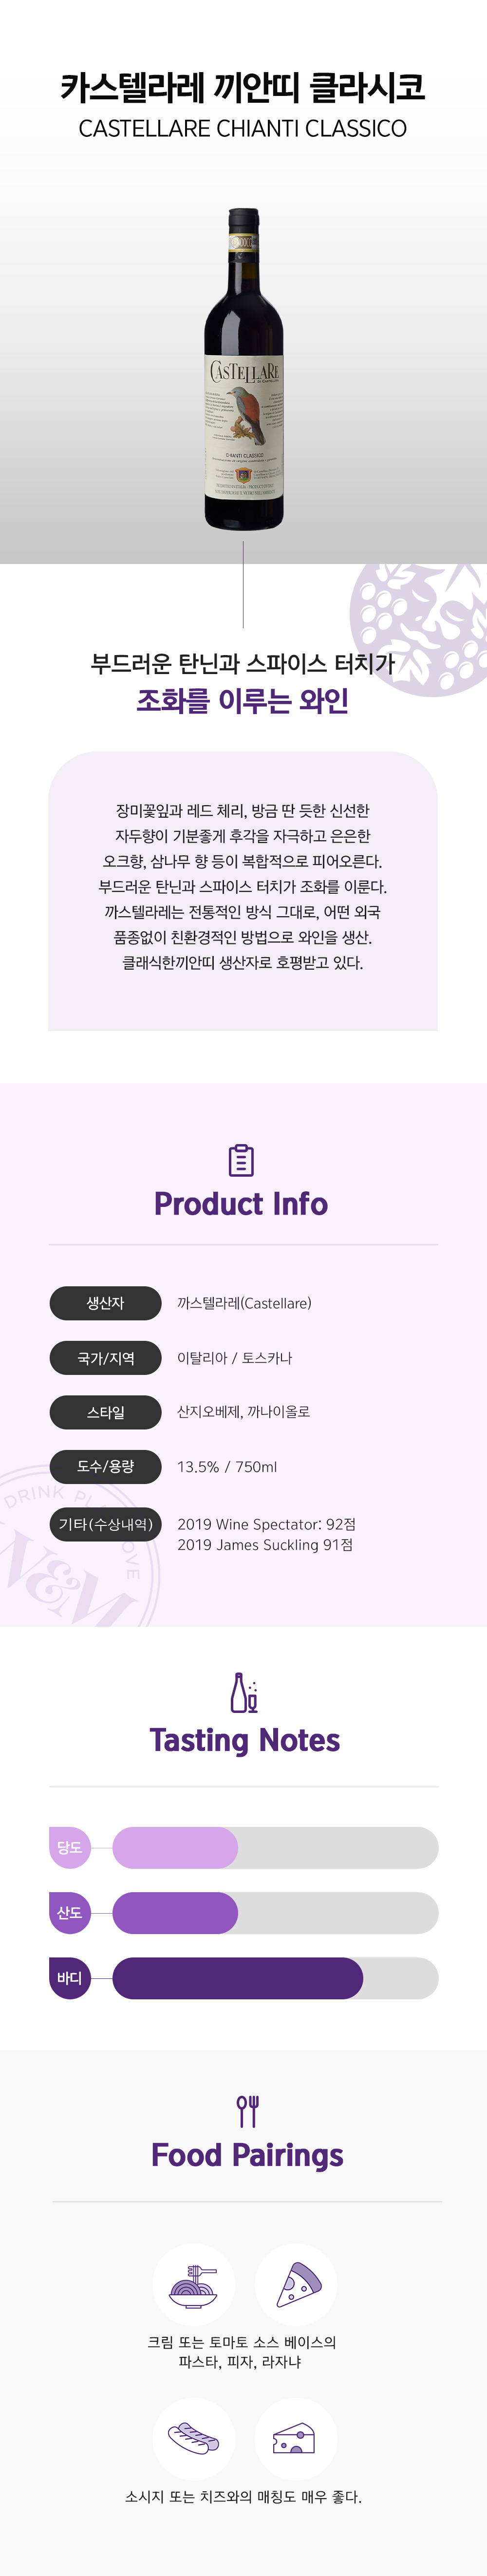 카스텔라레 끼안띠 클라시코
CASTELLARE CHIANTI CLASSICO
CASTELLARE
DI CASTELLINA
CHIANTI CLASSICO
부드러운 탄닌과 스파이스 터치가
조화를 이루는 와인
장미꽃잎과 레드 체리, 방금 딴 듯한 신선한
자두향이 기분좋게 후각을 자극하고 은은한
오크향, 삼나무 향 등이 복합적으로 피어오른다.
부드러운 탄닌과 스파이스 터치가 조화를 이룬다.
까스텔라레는 전통적인 방식 그대로, 어떤 외국
품종없이 친환경적인 방법으로 와인을 생산.
클래식한끼안띠 생산자로 호평받고 있다.
Product Info
생산자 까스텔라레(Castellare)
국가/지역 이탈리아 / 토스카나
스타일 산지오베제, 까나이올로
도수/용량 13.5% / 750ml
기타(수상내역) 2019 Wine Spectator: 92점
2019 James Suckling 91점
DRINK
W&M
Tasting Notes
당도
산도
바디
Food Pairings
크림 또는 토마토 소스 베이스의
파스타, 피자, 라자냐
소시지 또는 치즈와의 매칭도 매우 좋다.